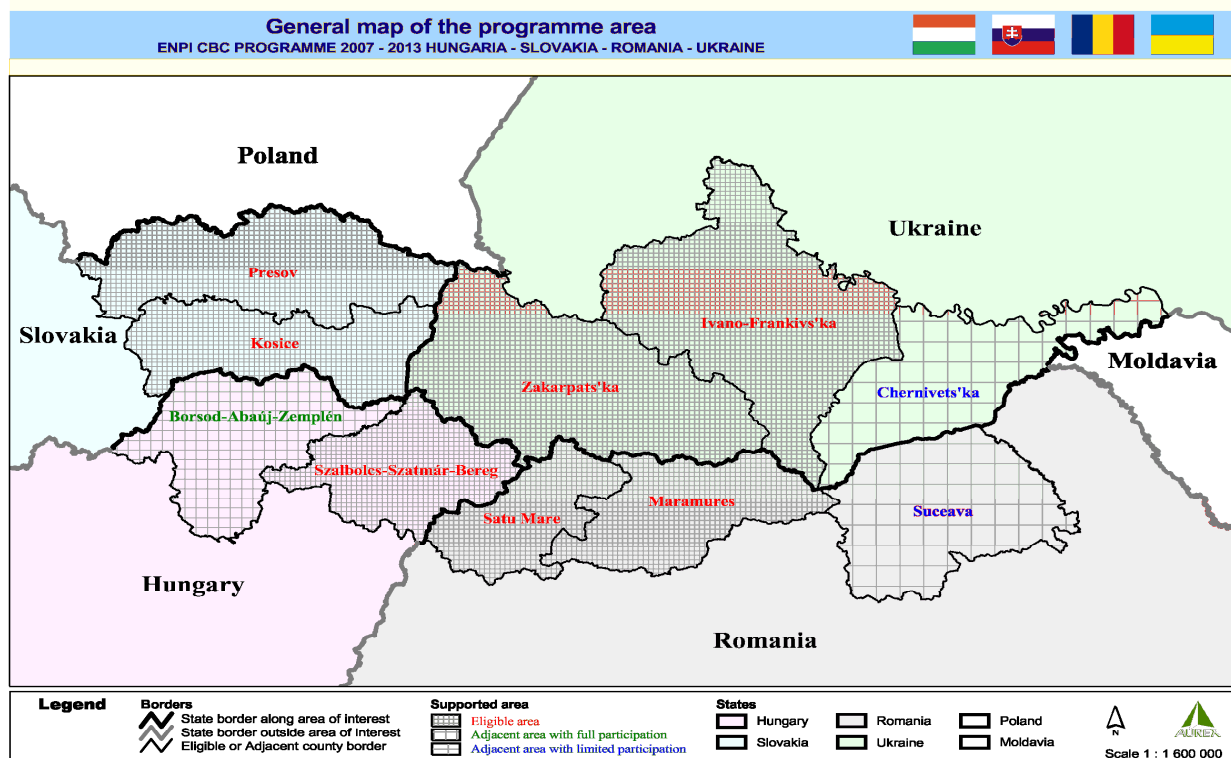 General map of the programme area
ENPI CBC PROGRAMME 2007 - 2013 HUNGARIA - SLOVAKIA - ROMANIA - UKRAINE
Poland
Ukraine
Presov
Ivano-Frankivs'ka
Slovakia
Kosice
Moldavia
Zakarpats'ka
Chernivets'ka
Borsod-Abaúj-Zemplén
Szalbolcs-Szatmár-Bereg
Maramures
Satu Mare
Suceava
Hungary
Romania
Legend
Borders
State border along area of interest
State border outside area of interest
Eligible or Adjacent county border
Supported area
Eligible area
Adjacent area with full participation
Adjacent area with limited participation
States
Hungary
Romania
Poland
Slovakia
Ukraine
Moldavia
N
AUREX
Scale 1 : 1 600 000